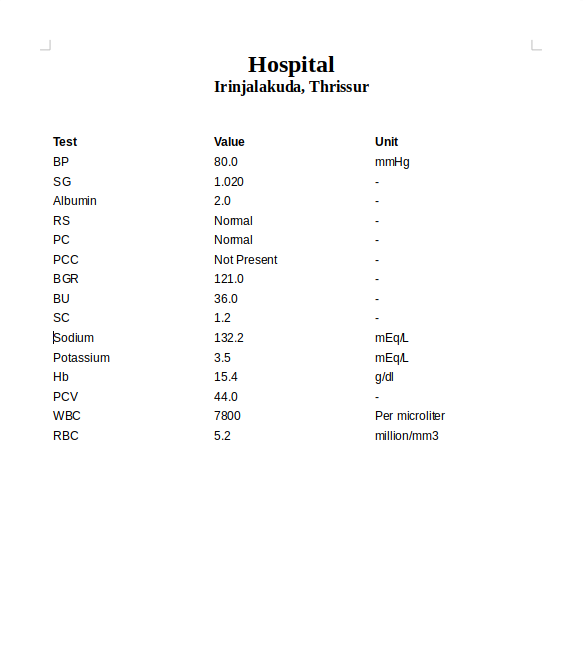 Hospital
Irinjalakuda, Thrissur
Test Value Unit
BP 80.0 mmHg
SG 1.020 -
Albumin 2.0 -
RS Normal -
PC Normal -
PCC Not Present -
BGR 121.0 -
BU 36.0 -
SC 1.2 -
Sodium 132.2 mEq/L
Potassium 3.5 mEq/L
Hb 15.4 g/dl
PCV 44.0 -
WBC 7800 Per microliter
RBC 5.2 million/mm3